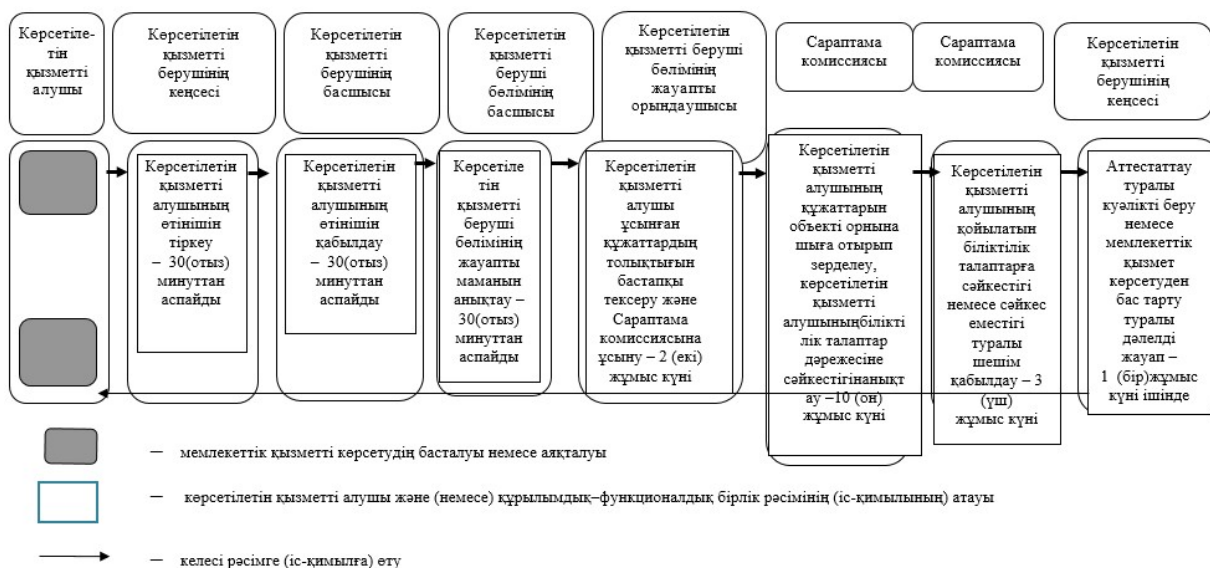 Көрсетіле-
тін
қызметті
алушы
Көрсетілетін
қызметті
берушінің
кеңсесі
Көрсетілетін
қызметті
берушінің
басшысы
Көрсетілетін
қызметті
беруші
бөлімінің
басшысы
Көрсетілетін
қызметті беруші
бөлімінің
жауапты
орындаушысы
Сараптама
комиссиясы
Сараптама
комиссиясы
Көрсетілетін
қызметті
берушінің
кеңсесі
Көрсетілетін
қызметті
алушының
өтінішін
тіркеу
– 30(отыз)
минуттан
аспайды
Көрсетілетін
қызметті
алушының
өтінішін
қабылдау
– 30(отыз)
минуттан
аспайды
Көрсетіле
тін
қызметті
беруші
бөлімінің
жауапты
маманын
анықтау –
30(отыз)
минуттан
аспайды
Көрсетілетін
қызметті
алушы
ұсынған
құжаттардың
толықтығын
бастапқы
тексеру және
Сараптама
комиссиясына
ұсыну – 2 (екі)
жұмыс күні
Көрсетілетін
қызметті
алушының
құжаттарын
объекті орнына
шыға отырып
зерделеу,
көрсетілетін
қызметті
алушыныңбілікті
лік талаптар
дәрежесіне
сәйкестігінанықт
ау –10 (он)
жұмыс күні
Көрсетілетін
қызметті
алушының
қойылатын
біліктілік
талаптарға
сәйкестігі
немесе сәйкес
еместігі
туралы
шешім
қабылдау – 3
(үш)
жұмыс күні
Аттестаттау
туралы
куәлікті беру
немесе
мемлекеттік
қызмет
көрсетуден
бас тарту
туралы
дәлелді
жауап –
1 (бір)жұмыс
күні ішінде
– мемлекеттік қызметті көрсетудің басталуы немесе аяқталуы
– көрсетілетін қызметті алушы және (немесе) құрылымдық–функционалдық бірлік рәсімінің (іс-қимылының) атауы
– келесі рәсімге (іс-қимылға) өту